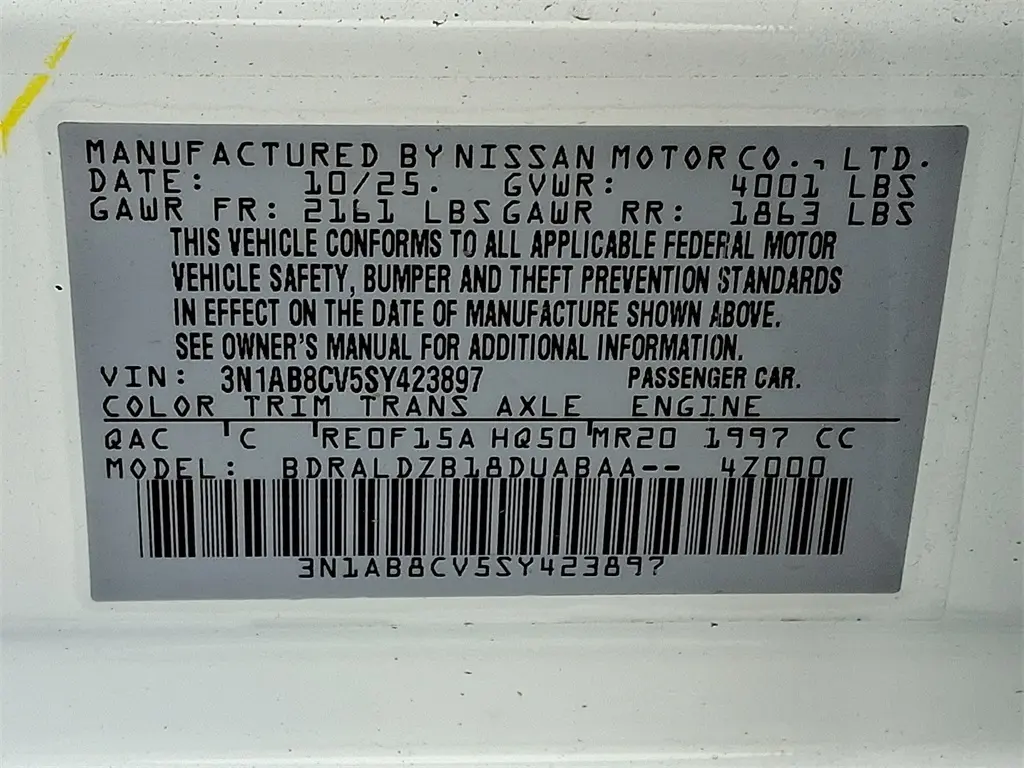 MANUFACTURED BY NISSAN MOTOR CO., LTD.
DATE: 10/25. GVWR: 4001 LBS
GAWR FR: 2161 LBS GAWR RR: 1863 LBS
THIS VEHICLE CONFORMS TO ALL APPLICABLE FEDERAL MOTOR
VEHICLE SAFETY, BUMPER AND THEFT PREVENTION STANDARDS
IN EFFECT ON THE DATE OF MANUFACTURE SHOWN ABOVE.
SEE OWNER'S MANUAL FOR ADDITIONAL INFORMATION.
VIN: 3N1AB8CV5SY423897 PASSENGER CAR.
COLOR TRIM TRANS AXLE ENGINE
QAC C RE0F15A HQ50 MR20 1997 CC
MODEL: BDRALDZB18DUABAA-- 4Z000
3N1AB8CV5SY423897